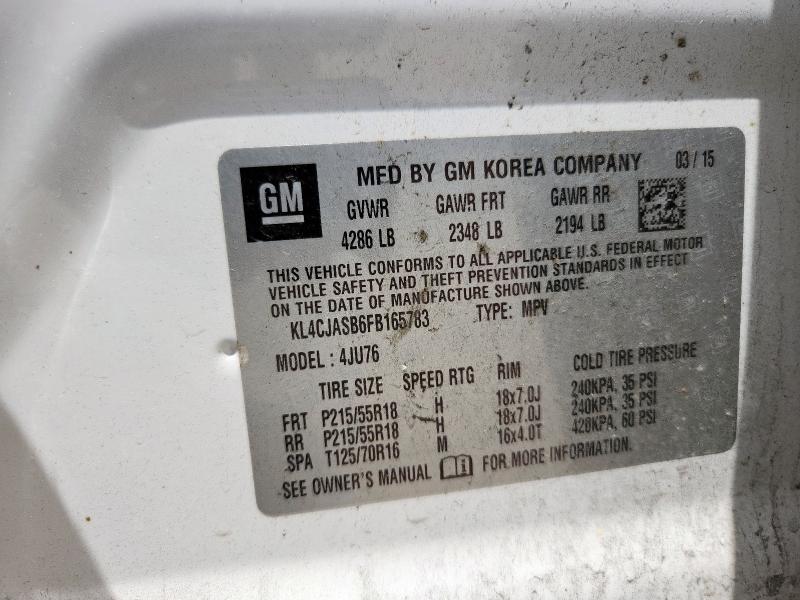 GM
MFD BY GM KOREA COMPANY 03/15
GVWR GAWR FRT GAWR RR
4286 LB 2348 LB 2194 LB
THIS VEHICLE CONFORMS TO ALL APPLICABLE U.S. FEDERAL MOTOR
VEHICLE SAFETY AND THEFT PREVENTION STANDARDS IN EFFECT
ON THE DATE OF MANUFACTURE SHOWN ABOVE.
KL4CJASB6FB165783 TYPE: MPV
MODEL: 4JU76
TIRE SIZE SPEED RTG RIM COLD TIRE PRESSURE
FRT P215/55R18 H 18x7.0J 240KPA, 35 PSI
RR P215/55R18 H 18x7.0J 240KPA, 35 PSI
SPA T125/70R16 M 16x4.0T 420KPA, 60 PSI
SEE OWNER'S MANUAL FOR MORE INFORMATION.